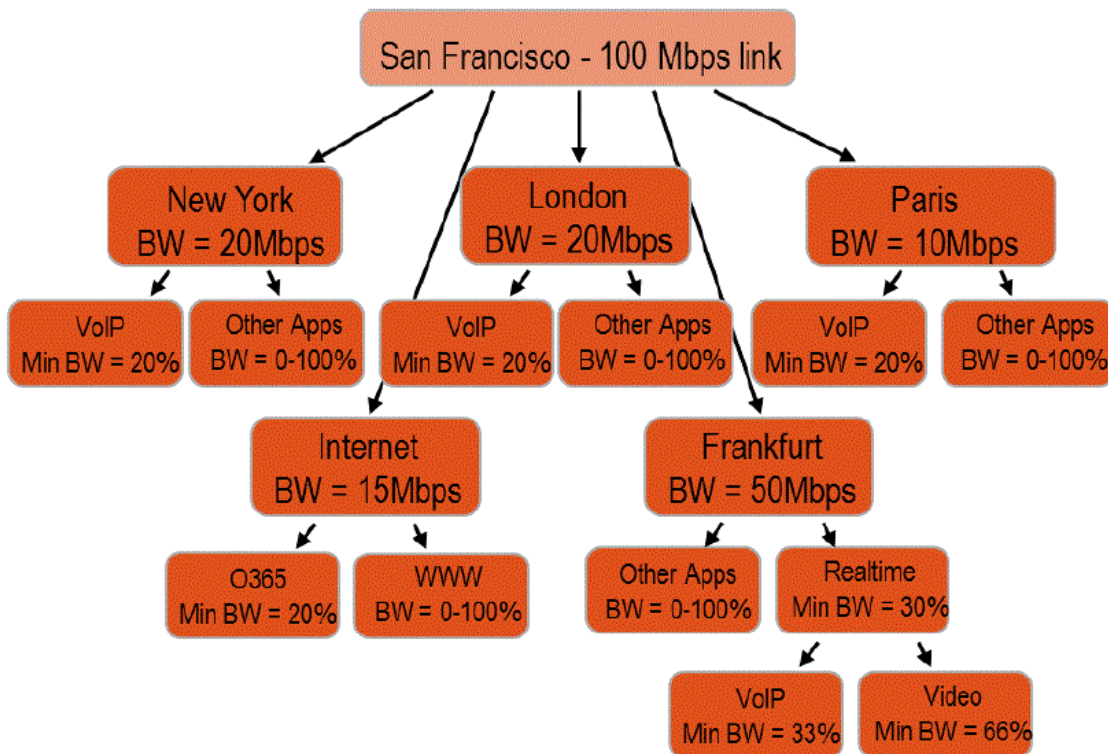 San Francisco - 100 Mbps link
New York
BW = 20Mbps
London
BW = 20Mbps
Paris
BW = 10Mbps
VoIP
Min BW = 20%
Other Apps
BW = 0-100%
VoIP
Min BW = 20%
Other Apps
BW = 0-100%
VoIP
Min BW = 20%
Other Apps
BW = 0-100%
Internet
BW = 15Mbps
Frankfurt
BW = 50Mbps
O365
Min BW = 20%
WWW
BW = 0-100%
Other Apps
BW = 0-100%
Realtime
Min BW = 30%
VoIP
Min BW = 33%
Video
Min BW = 66%